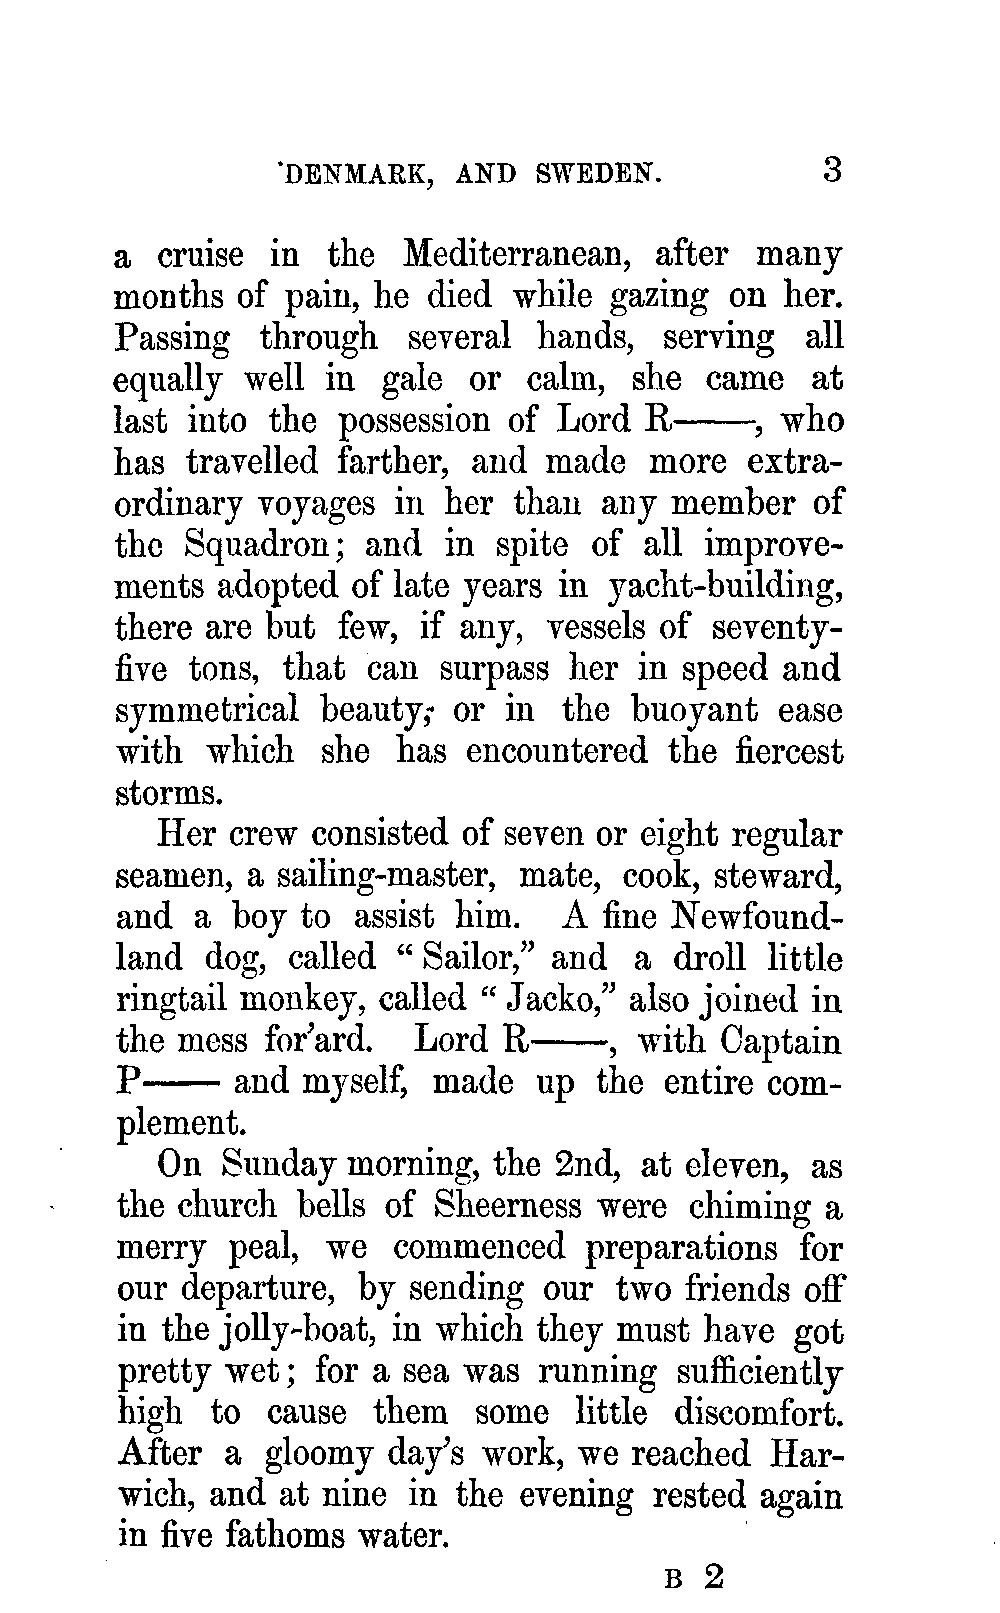 DENMARK, AND SWEDEN. 3
a cruise in the Mediterranean, after many
months of pain, he died while gazing on her.
Passing through several hands, serving all
equally well in gale or calm, she came at
last into the possession of Lord R——, who
has travelled farther, and made more extra-
ordinary voyages in her than any member of
the Squadron; and in spite of all improve-
ments adopted of late years in yacht-building,
there are but few, if any, vessels of seventy-
five tons, that can surpass her in speed and
symmetrical beauty; or in the buoyant ease
with which she has encountered the fiercest
storms.
Her crew consisted of seven or eight regular
seamen, a sailing-master, mate, cook, steward,
and a boy to assist him. A fine Newfound-
land dog, called “Sailor,” and a droll little
ringtail monkey, called “Jacko,” also joined in
the mess for’ard. Lord R——, with Captain
P—— and myself, made up the entire com-
plement.
On Sunday morning, the 2nd, at eleven, as
the church bells of Sheerness were chiming a
merry peal, we commenced preparations for
our departure, by sending our two friends off
in the jolly-boat, in which they must have got
pretty wet; for a sea was running sufficiently
high to cause them some little discomfort.
After a gloomy day’s work, we reached Har-
wich, and at nine in the evening rested again
in five fathoms water.
B 2